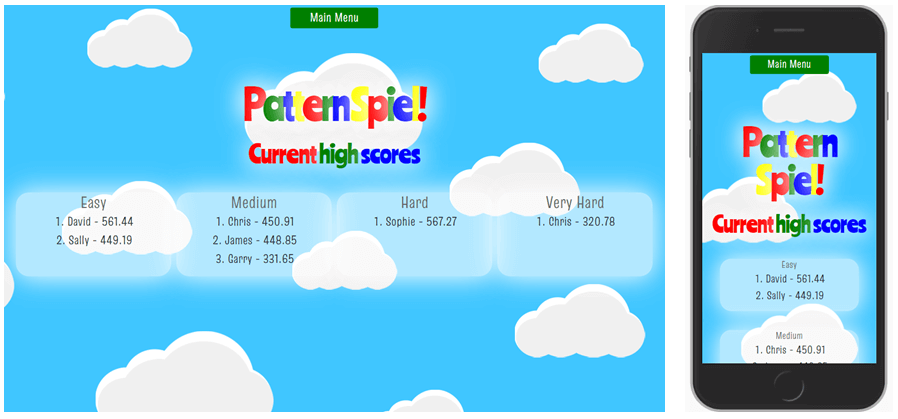 Main Menu
PatternSpiel!
Current high scores
Easy
1. David - 561.44
2. Sally - 449.19
Medium
1. Chris - 450.91
2. James - 448.85
3. Garry - 331.65
Hard
1. Sophie - 567.27
Very Hard
1. Chris - 320.78
Main Menu
Pattern
Spiel!
Current high scores
Easy
1. David - 561.44
2. Sally - 449.19
Medium
1. Chris - 450.91